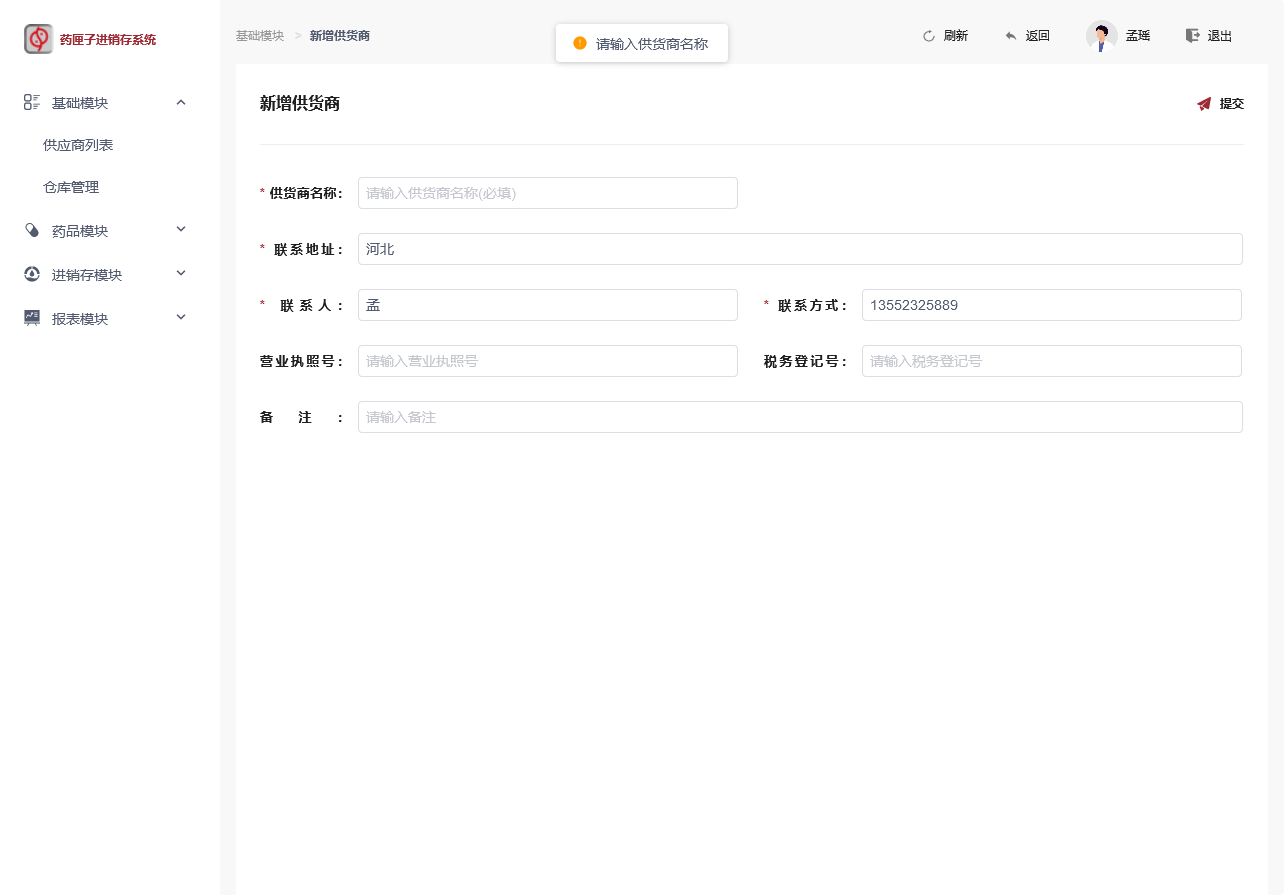 药匣子进销存系统
基础模块 > 新增供货商
请输入供货商名称
刷新
返回
孟瑶
退出
基础模块
供应商列表
仓库管理
药品模块
进销存模块
报表模块
新增供货商
提交
* 供货商名称: 请输入供货商名称(必填)
* 联系地址: 河北
* 联系人: 孟 * 联系方式: 13552325889
营业执照号: 请输入营业执照号 税务登记号: 请输入税务登记号
备注: 请输入备注